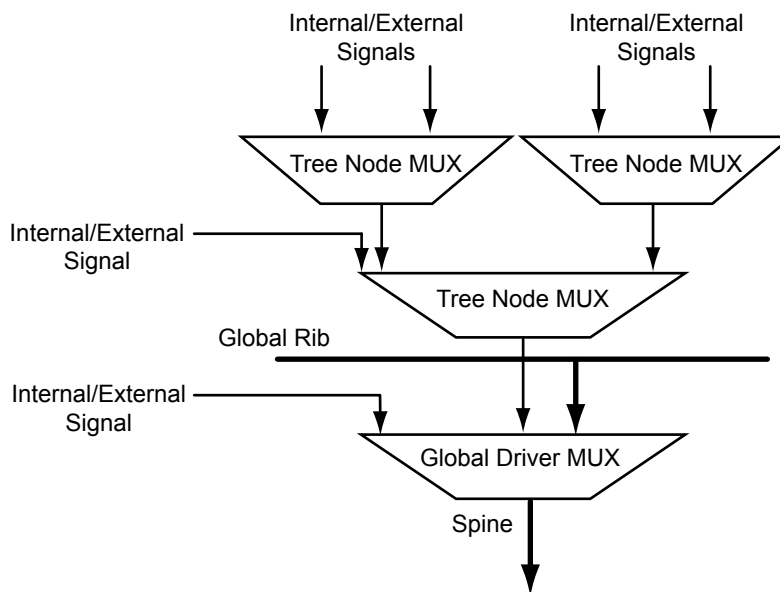 Internal/External
Signals
Internal/External
Signals
Tree Node MUX
Tree Node MUX
Internal/External
Signal
Tree Node MUX
Global Rib
Internal/External
Signal
Global Driver MUX
Spine